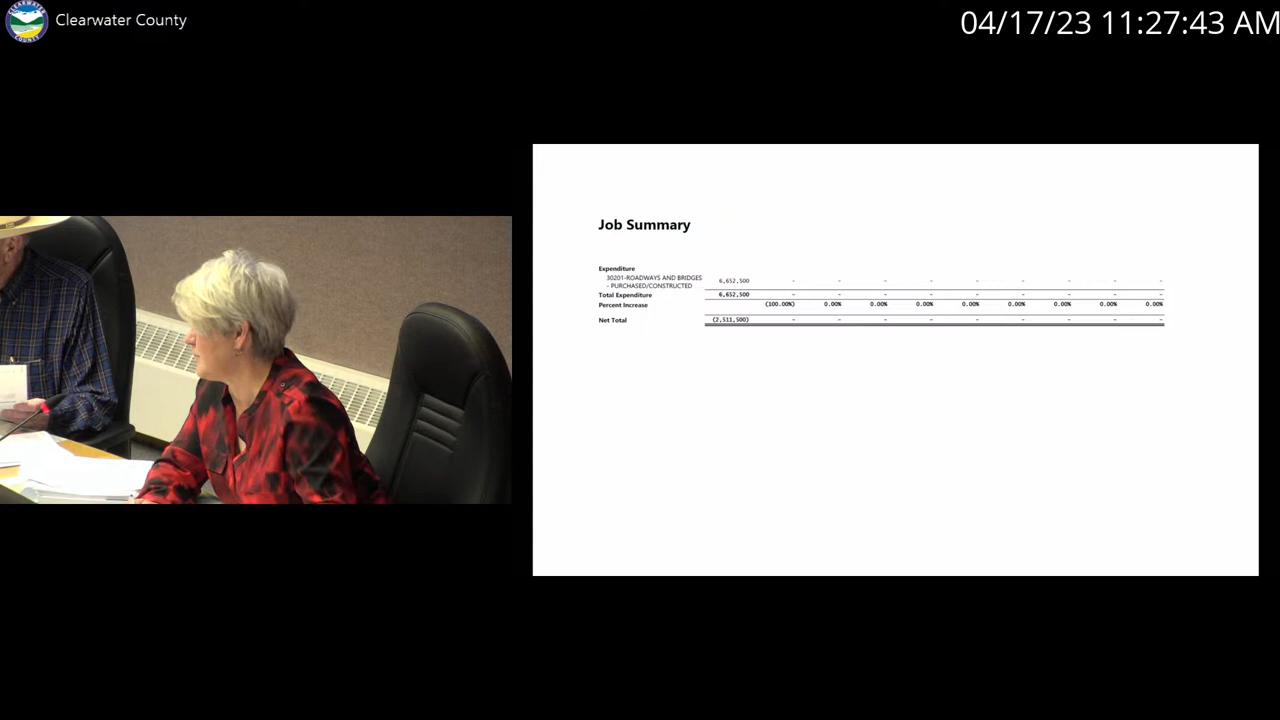 CLEARWATER
COUNTY
Clearwater County
04/17/23 11:27:43 AM
Job Summary
Expenditure
30201-ROADWAYS AND BRIDGES
- PURCHASED/CONSTRUCTED 6,652,500 - - - - - - - - -
Total Expenditure 6,652,500 - - - - - - - - -
Percent Increase (100.00%) 0.00% 0.00% 0.00% 0.00% 0.00% 0.00% 0.00% 0.00%
Net Total (2,511,500) - - - - - - - - -